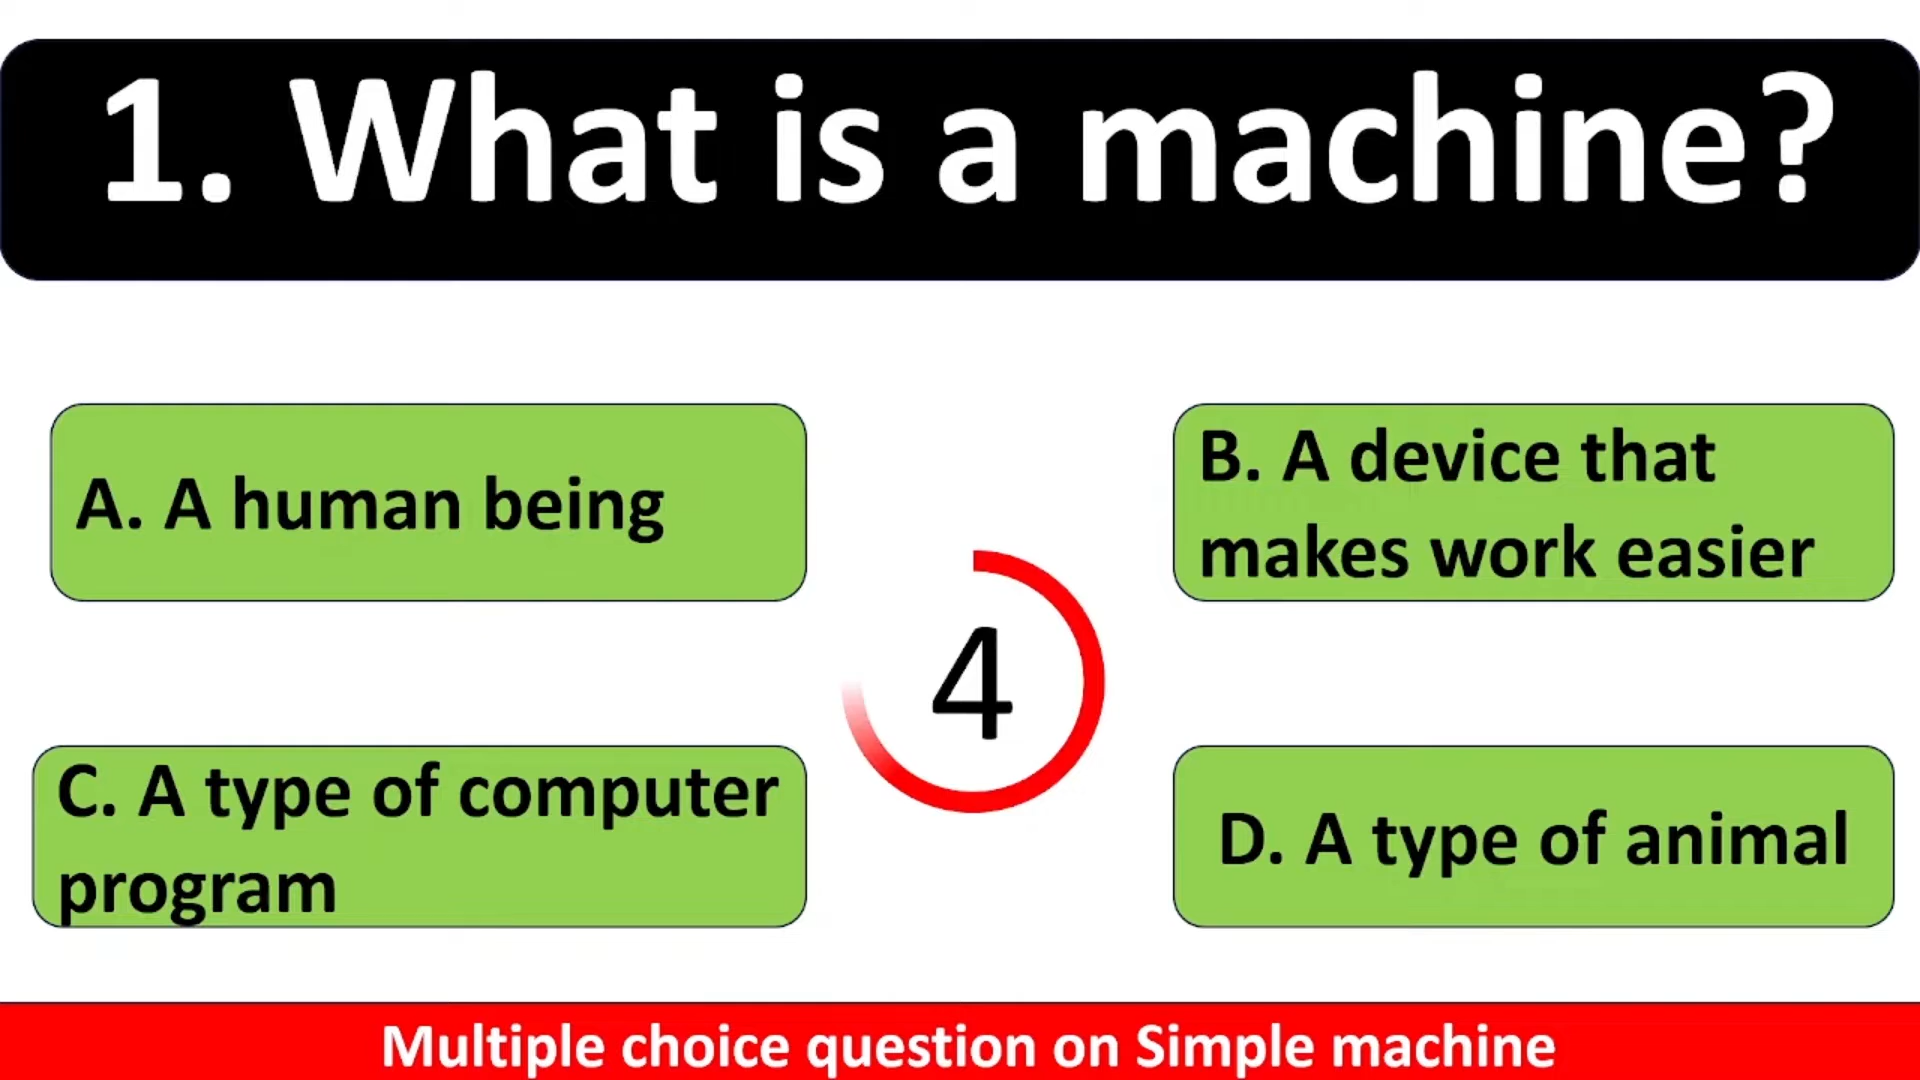 1. What is a machine?
A. A human being
B. A device that
makes work easier
4
C. A type of computer
program
D. A type of animal
Multiple choice question on Simple machine